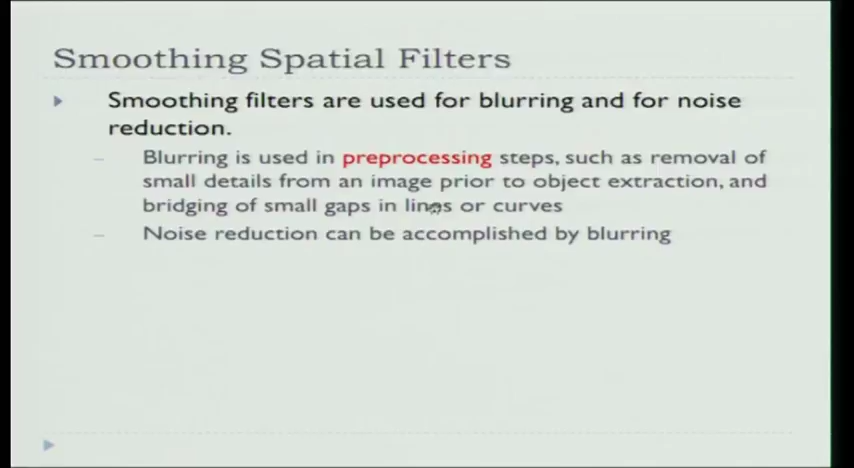 Smoothing Spatial Filters
Smoothing filters are used for blurring and for noise
reduction.
– Blurring is used in preprocessing steps, such as removal of
small details from an image prior to object extraction, and
bridging of small gaps in lines or curves
– Noise reduction can be accomplished by blurring